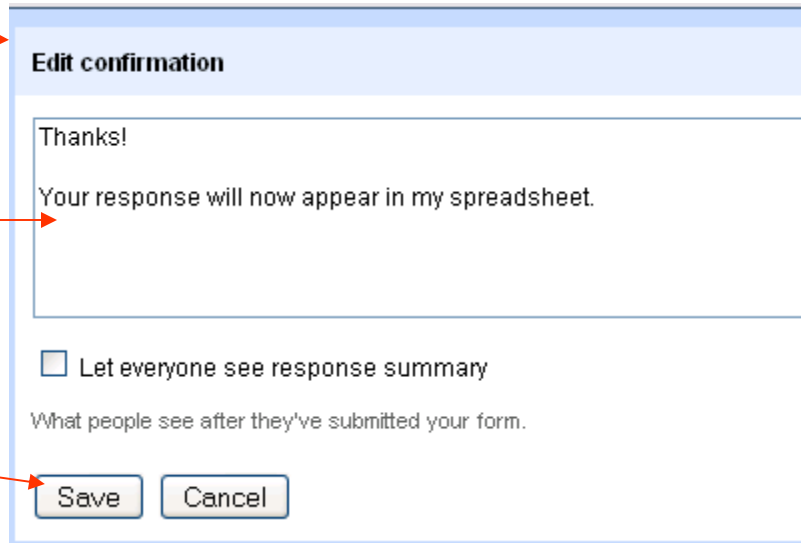 Edit confirmation
Thanks!
Your response will now appear in my spreadsheet.
Let everyone see response summary
What people see after they've submitted your form.
Save Cancel